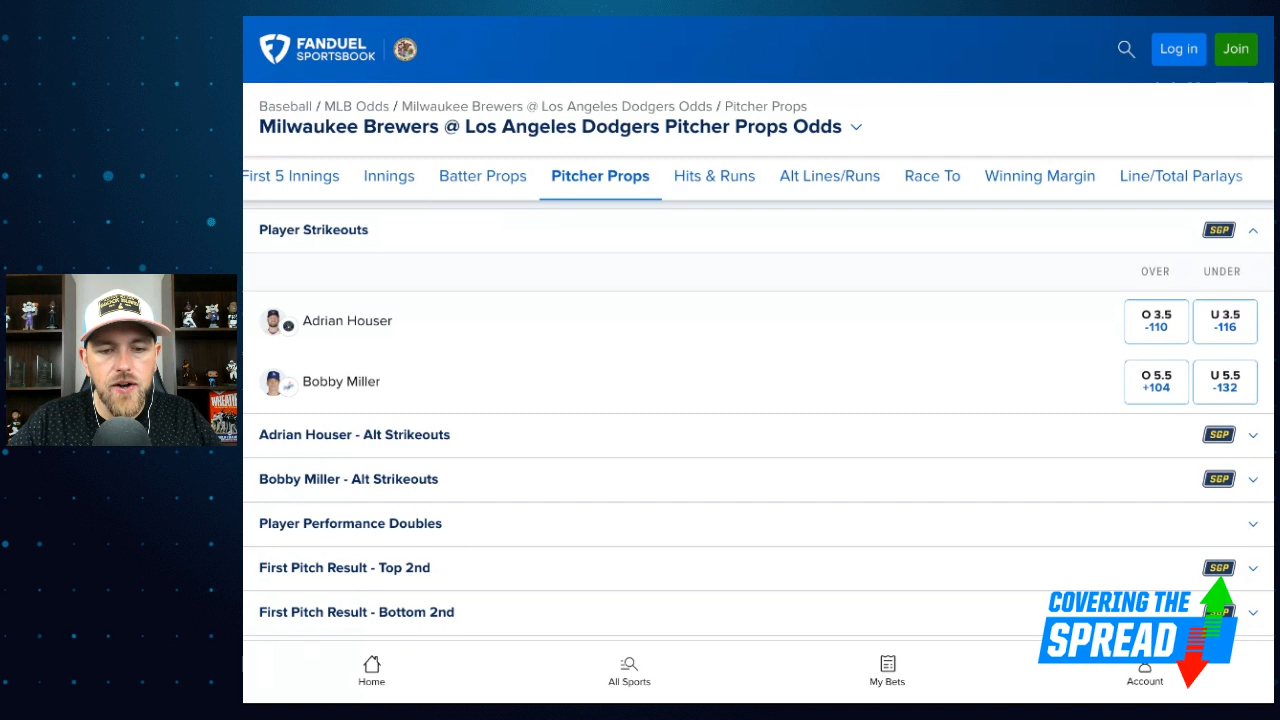 FANDUEL
SPORTSBOOK
Log in
Join
Baseball / MLB Odds / Milwaukee Brewers @ Los Angeles Dodgers Odds / Pitcher Props
Milwaukee Brewers @ Los Angeles Dodgers Pitcher Props Odds
First 5 Innings Innings Batter Props Pitcher Props Hits & Runs Alt Lines/Runs Race To Winning Margin Line/Total Parlays
Player Strikeouts SGP
OVER UNDER
Adrian Houser
O 3.5 U 3.5
-110 -116
Bobby Miller
O 5.5 U 5.5
+104 -132
Adrian Houser - Alt Strikeouts SGP
Bobby Miller - Alt Strikeouts SGP
Player Performance Doubles
First Pitch Result - Top 2nd SGP
First Pitch Result - Bottom 2nd
COVERING THE
SPREAD
Home
All Sports
My Bets
Account
WHEATIES